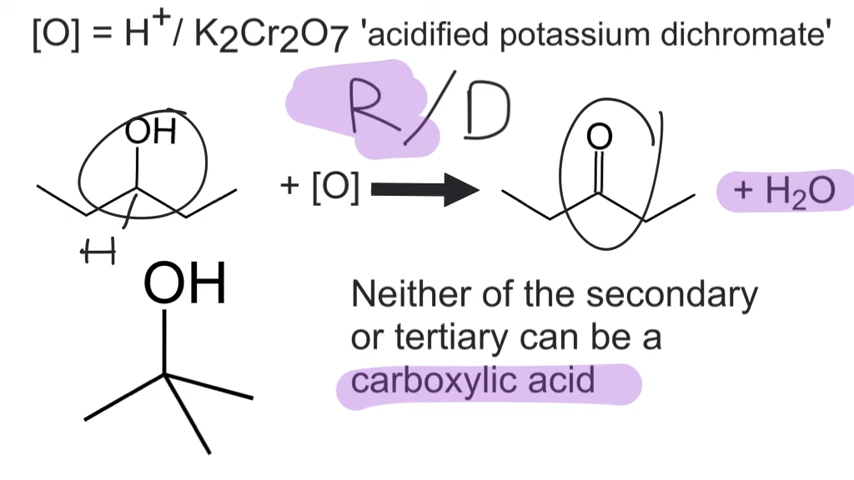 [O] = H⁺/ K₂Cr₂O₇ 'acidified potassium dichromate'
R/D
OH
O
+ [O]
+ H₂O
H
OH
Neither of the secondary
or tertiary can be a
carboxylic acid